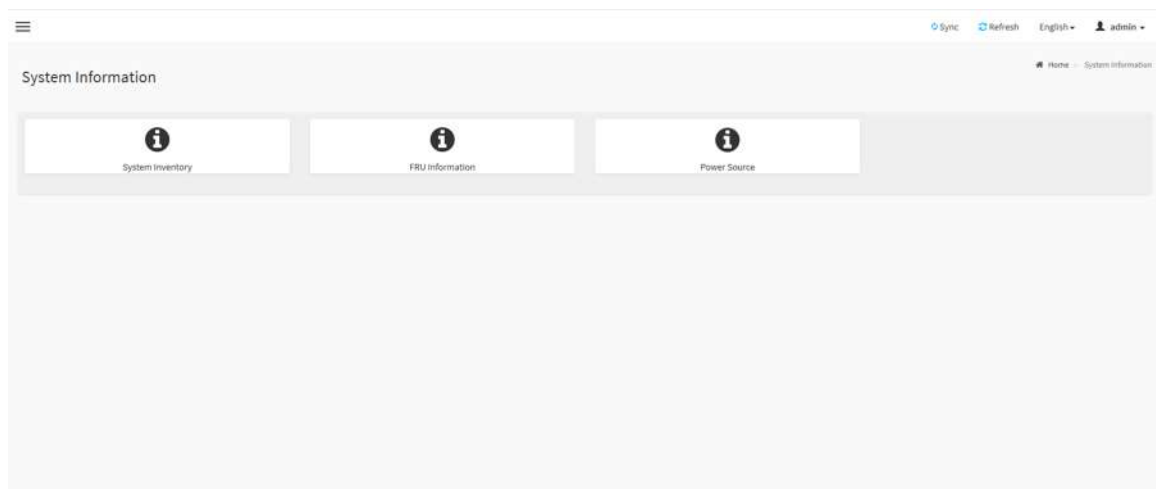 Sync Refresh English admin
Home System Information
System Information
System Inventory
FRU Information
Power Source